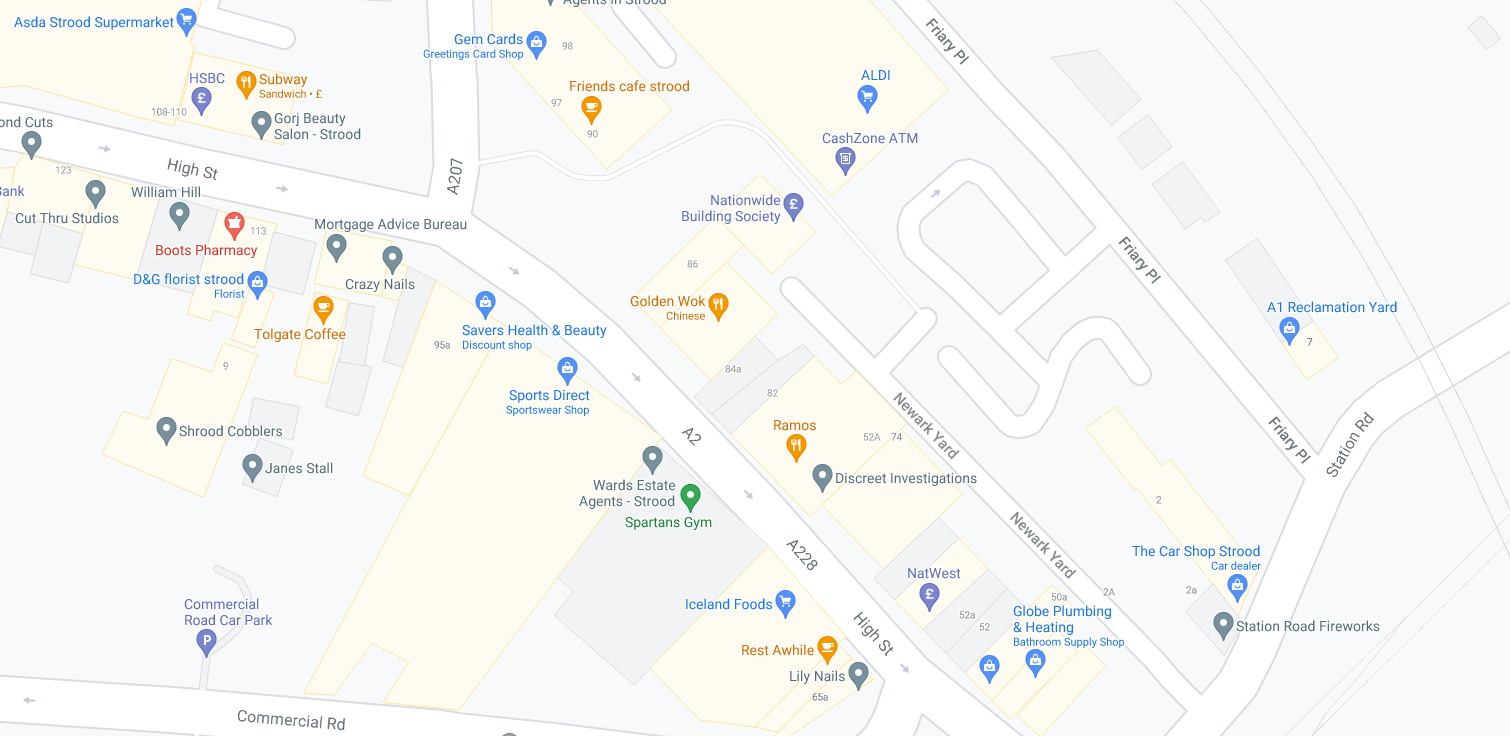 Agents in Strood
Asda Strood Supermarket
Gem Cards
Greetings Card Shop
98
Friary Pl
HSBC
Subway
Sandwich • £
108-110
Gorj Beauty
Salon - Strood
Friends cafe strood
97
90
ALDI
CashZone ATM
ond Cuts
High St
A207
123
Bank
William Hill
Cut Thru Studios
Boots Pharmacy
113
Mortgage Advice Bureau
Crazy Nails
Nationwide
Building Society
86
D&G florist strood
Florist
Tolgate Coffee
Golden Wok
Chinese
Savers Health & Beauty
Discount shop
95a
Friary Pl
A1 Reclamation Yard
7
9
84a
82
Sports Direct
Sportswear Shop
Shrood Cobblers
Janes Stall
A2
Ramos
52A
74
Newark Yard
Friary Pl
Station Rd
Wards Estate
Agents - Strood
Spartans Gym
Discreet Investigations
2
A228
Newark Yard
The Car Shop Strood
Car dealer
NatWest
2a
2A
50a
Commercial
Road Car Park
Iceland Foods
52a
52
Globe Plumbing
& Heating
Bathroom Supply Shop
Station Road Fireworks
High St
Rest Awhile
Lily Nails
65a
Commercial Rd